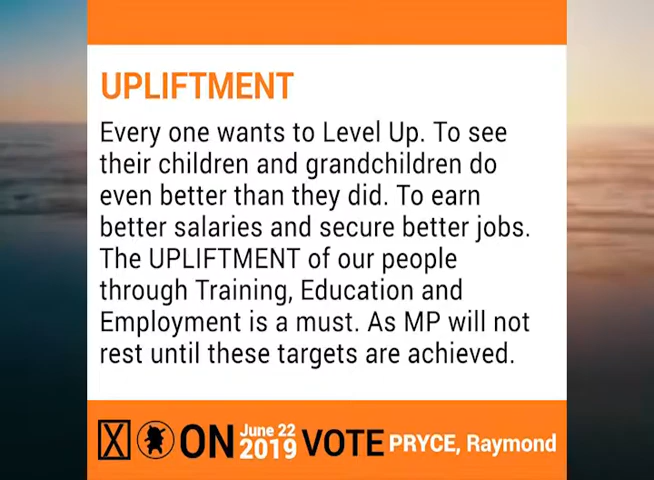 UPLIFTMENT
Every one wants to Level Up. To see
their children and grandchildren do
even better than they did. To earn
better salaries and secure better jobs.
The UPLIFTMENT of our people
through Training, Education and
Employment is a must. As MP will not
rest until these targets are achieved.
X ON June 22 2019 VOTE PRYCE, Raymond